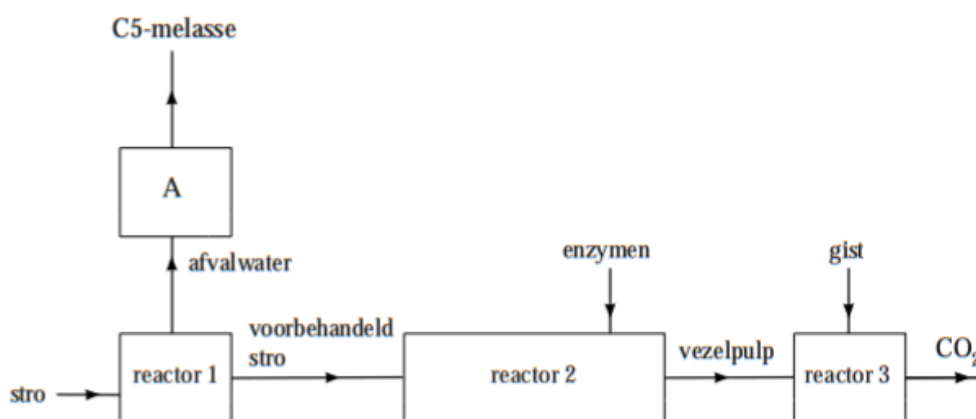 C5-melasse
A
afvalwater
enzymen
gist
voorbehandeld
stro
vezelpulp
CO₂
stro
reactor 1
reactor 2
reactor 3